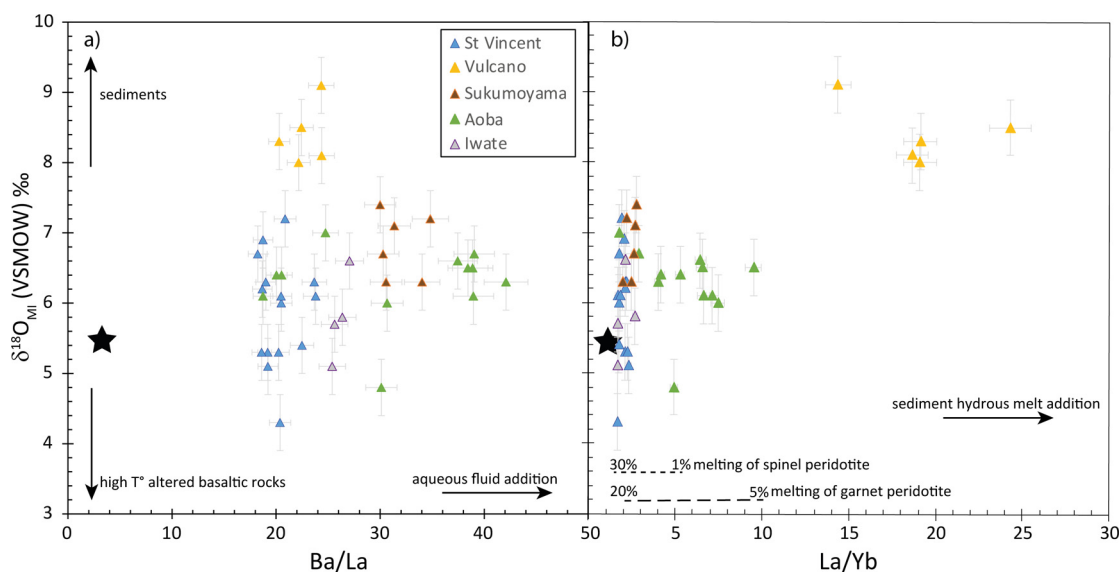 a)
b)
St Vincent
Vulcano
Sukumoyama
Aoba
Iwate
sediments
high T° altered basaltic rocks
aqueous fluid addition
sediment hydrous melt addition
30% 1% melting of spinel peridotite
20% 5% melting of garnet peridotite
δ¹⁸O_MI (VSMOW) ‰
10
9
8
7
6
5
4
3
0 10 20 30 40 50 5 10 15 20 25 30
Ba/La La/Yb